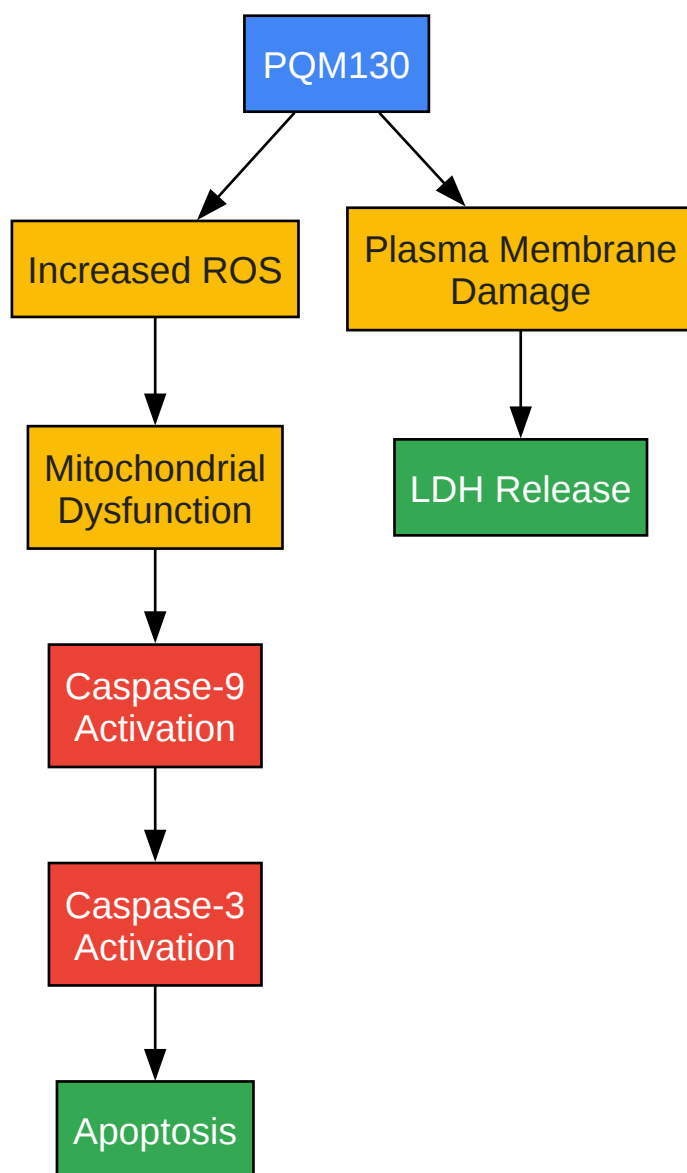 PQM130
Increased ROS
Plasma Membrane
Damage
Mitochondrial
Dysfunction
LDH Release
Caspase-9
Activation
Caspase-3
Activation
Apoptosis